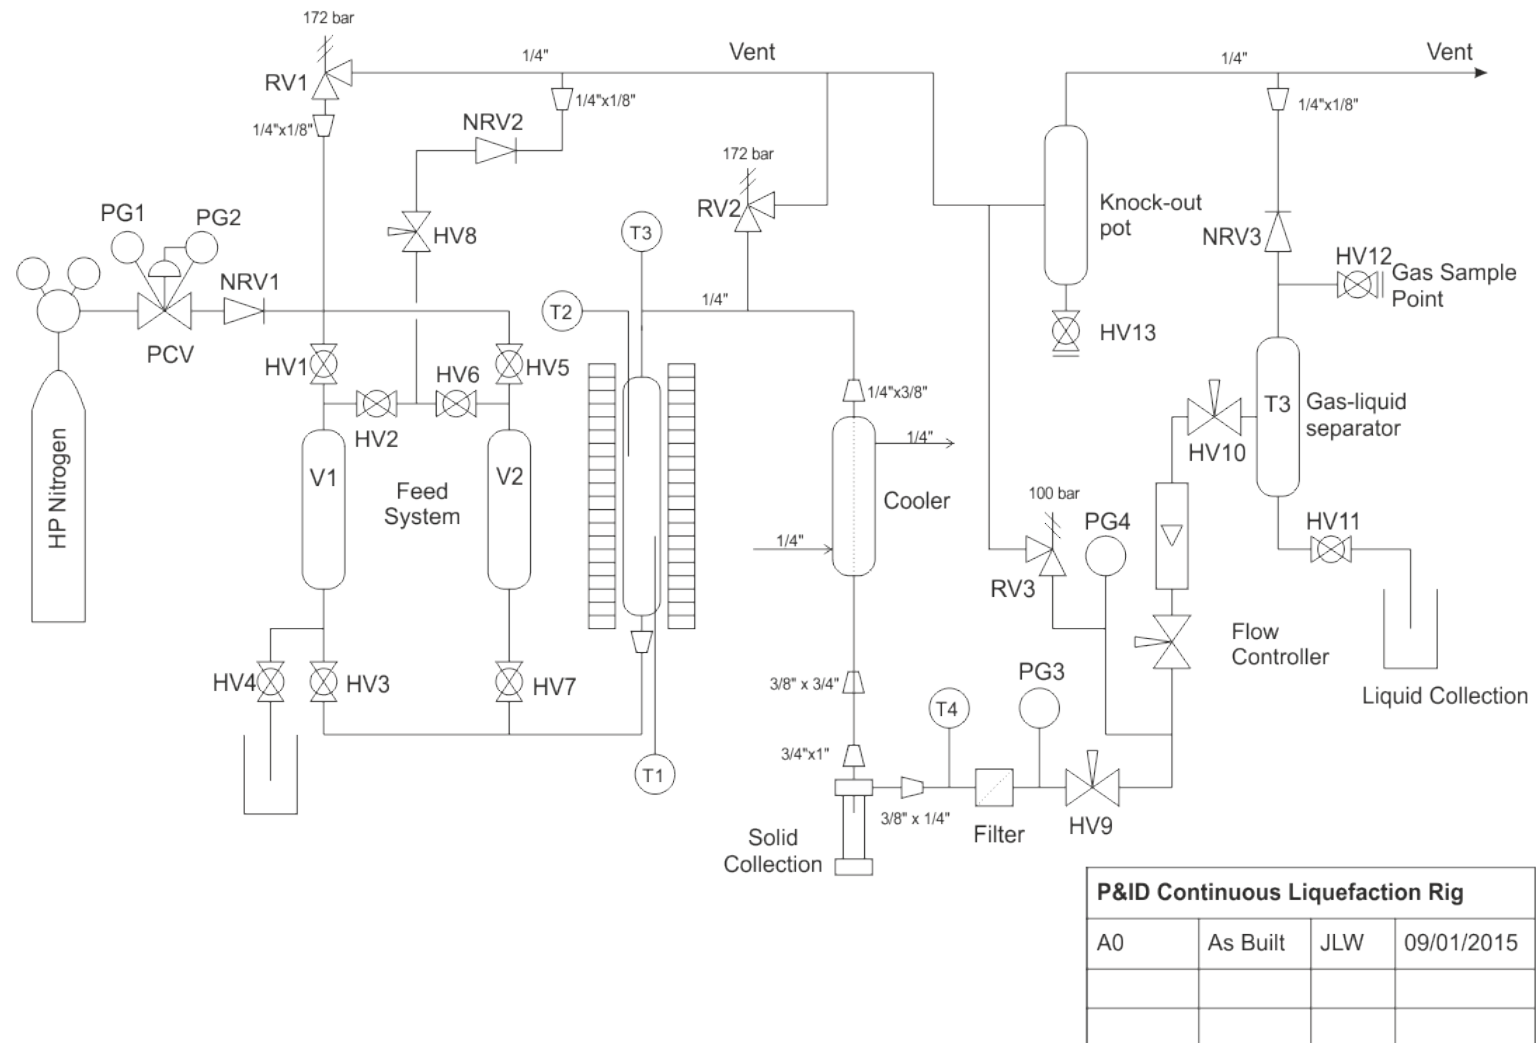 172 bar
1/4"
Vent
1/4"
Vent
RV1
1/4"x1/8"
1/4"x1/8"
1/4"x1/8"
NRV2
172 bar
RV2
Knock-out
pot
PG1
PG2
HV8
T3
NRV3
HV12
Gas Sample
Point
NRV1
1/4"
T2
PCV
HV1
HV6
HV5
HV13
HV2
1/4"x3/8"
T3
Gas-liquid
separator
HV10
1/4"
HP Nitrogen
V1
Feed
System
V2
Cooler
100 bar
PG4
HV11
1/4"
RV3
Flow
Controller
HV4
HV3
HV7
3/8" x 3/4"
PG3
Liquid Collection
T4
T1
3/4"x1"
3/8" x 1/4"
Filter
HV9
Solid
Collection
P&ID Continuous Liquefaction Rig
A0 As Built JLW 09/01/2015